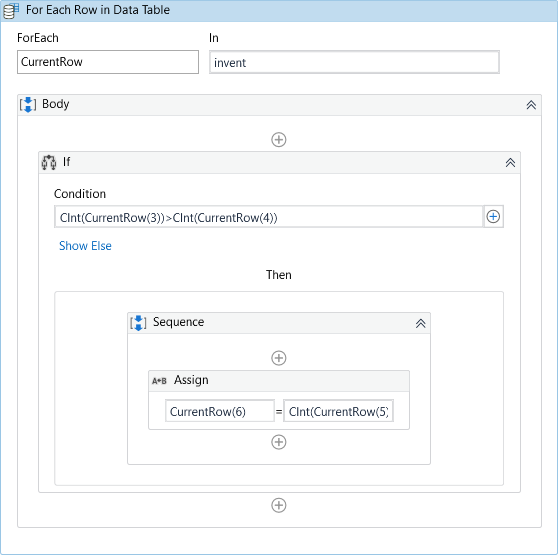 For Each Row in Data Table
ForEach
In
CurrentRow
invent
Body
If
Condition
CInt(CurrentRow(3))>CInt(CurrentRow(4))
Show Else
Then
Sequence
A+B Assign
CurrentRow(6) = CInt(CurrentRow(5)